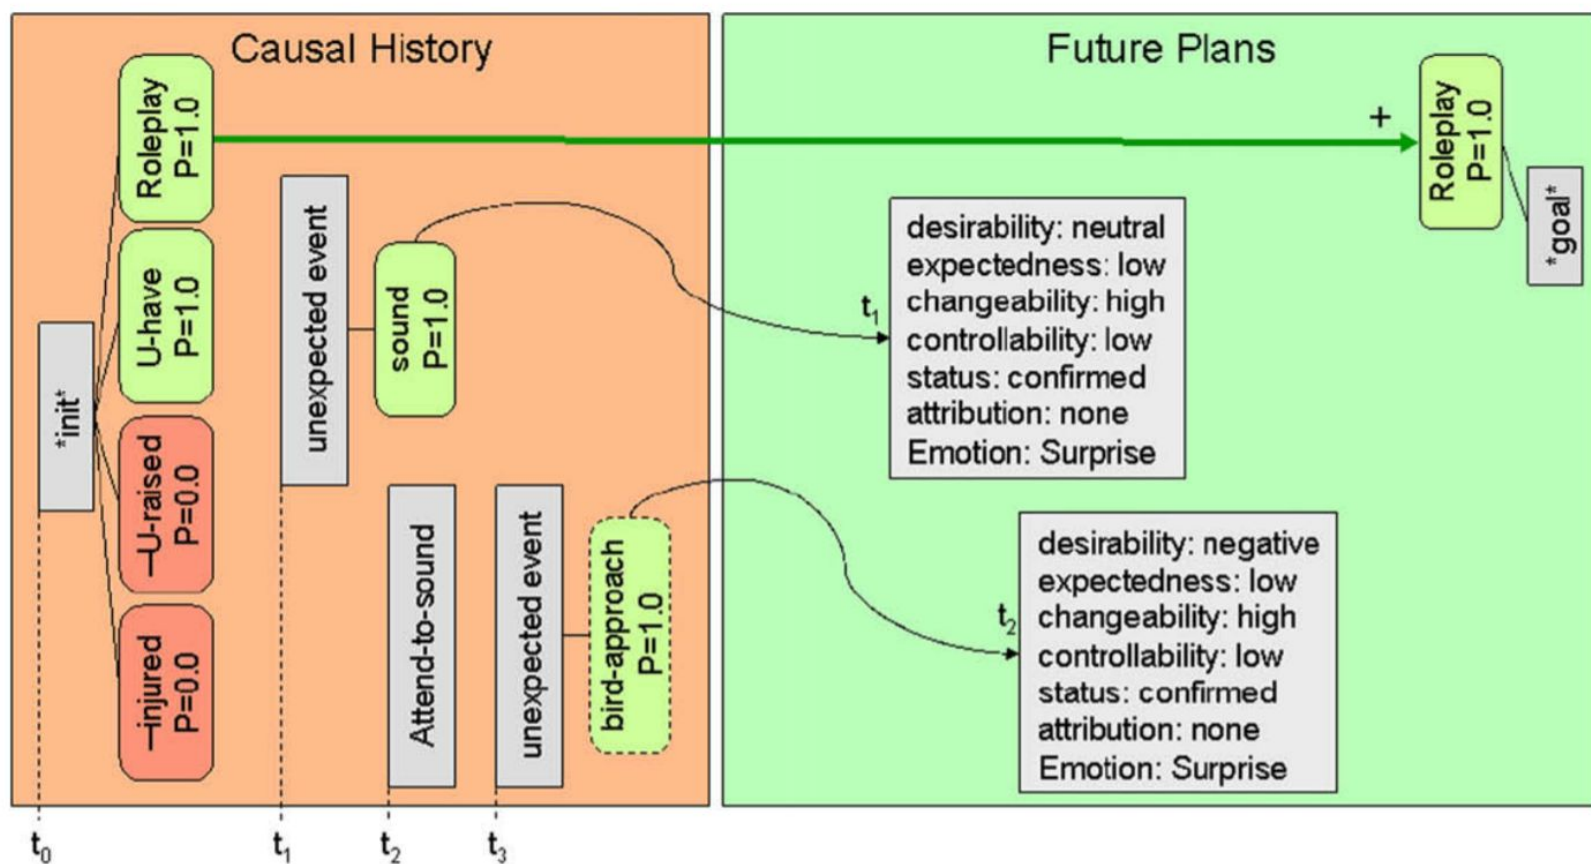 Causal History
Future Plans
*init*
Roleplay
P=1.0
U-have
P=1.0
¬U-raised
P=0.0
¬injured
P=0.0
unexpected event
sound
P=1.0
Attend-to-sound
unexpected event
bird-approach
P=1.0
+
Roleplay
P=1.0
*goal*
t1
desirability: neutral
expectedness: low
changeability: high
controllability: low
status: confirmed
attribution: none
Emotion: Surprise
t2
desirability: negative
expectedness: low
changeability: high
controllability: low
status: confirmed
attribution: none
Emotion: Surprise
t0
t1
t2
t3